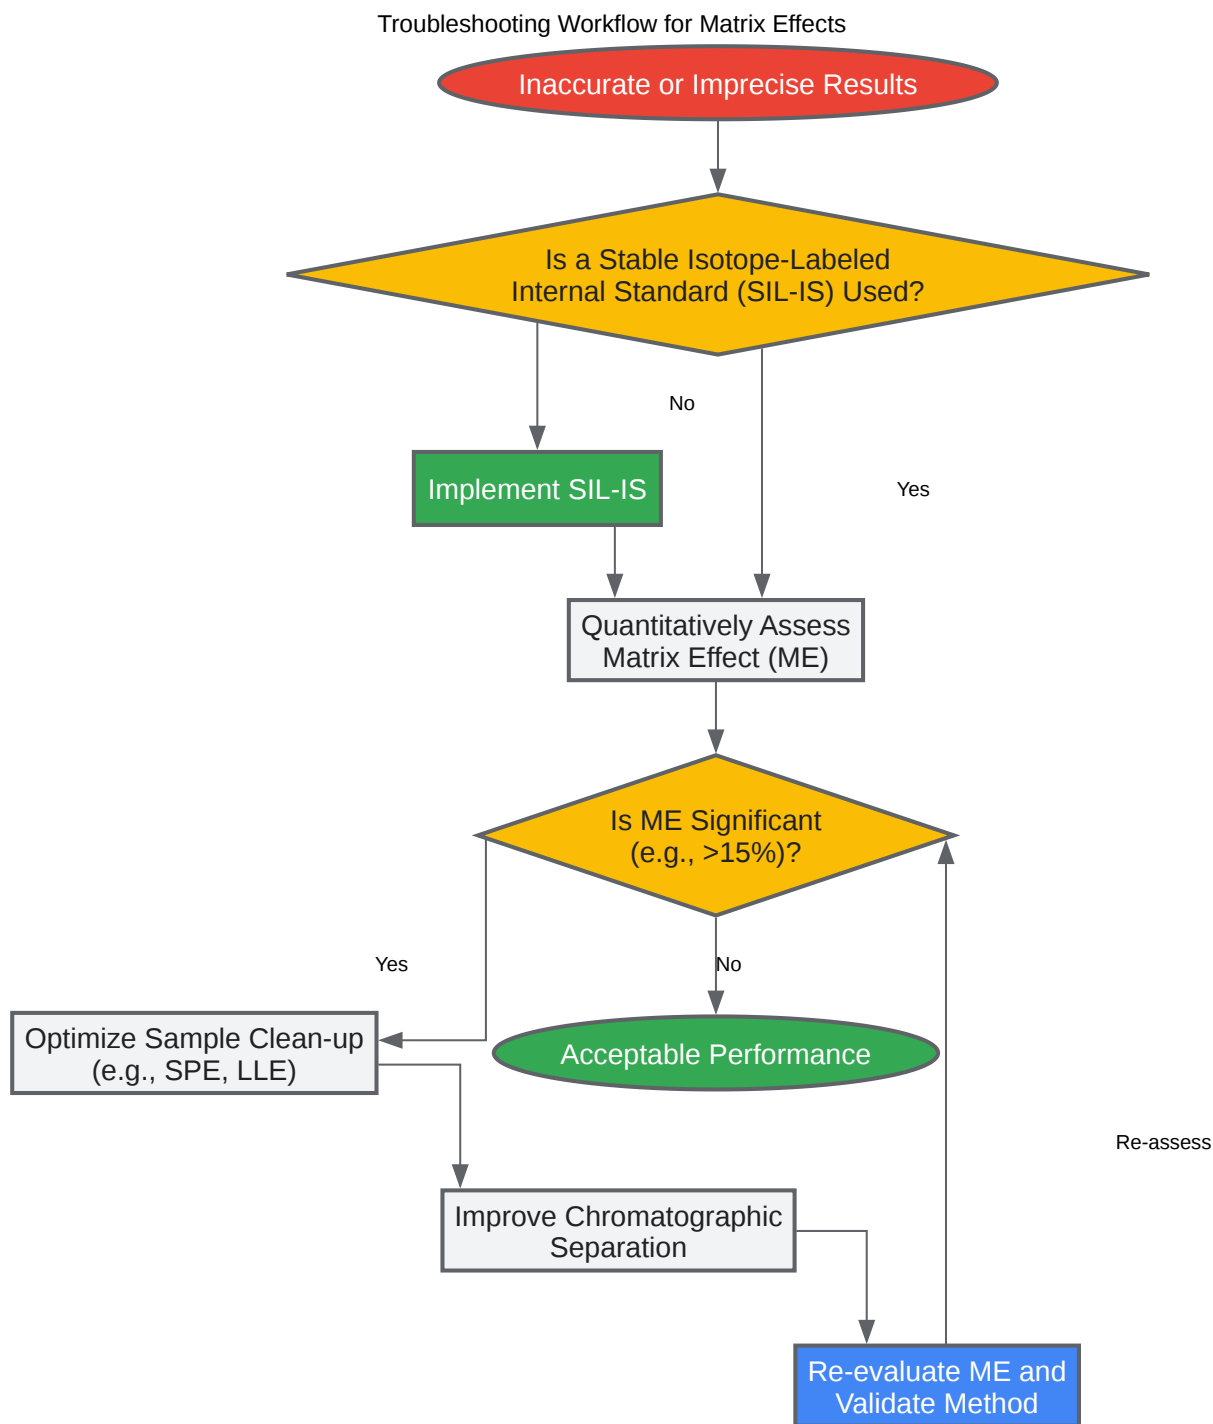 Troubleshooting Workflow for Matrix Effects
Inaccurate or Imprecise Results
Is a Stable Isotope-Labeled
Internal Standard (SIL-IS) Used?
No
Implement SIL-IS
Yes
Quantitatively Assess
Matrix Effect (ME)
Is ME Significant
(e.g., >15%)?
Yes
No
Optimize Sample Clean-up
(e.g., SPE, LLE)
Acceptable Performance
Re-assess
Improve Chromatographic
Separation
Re-evaluate ME and
Validate Method